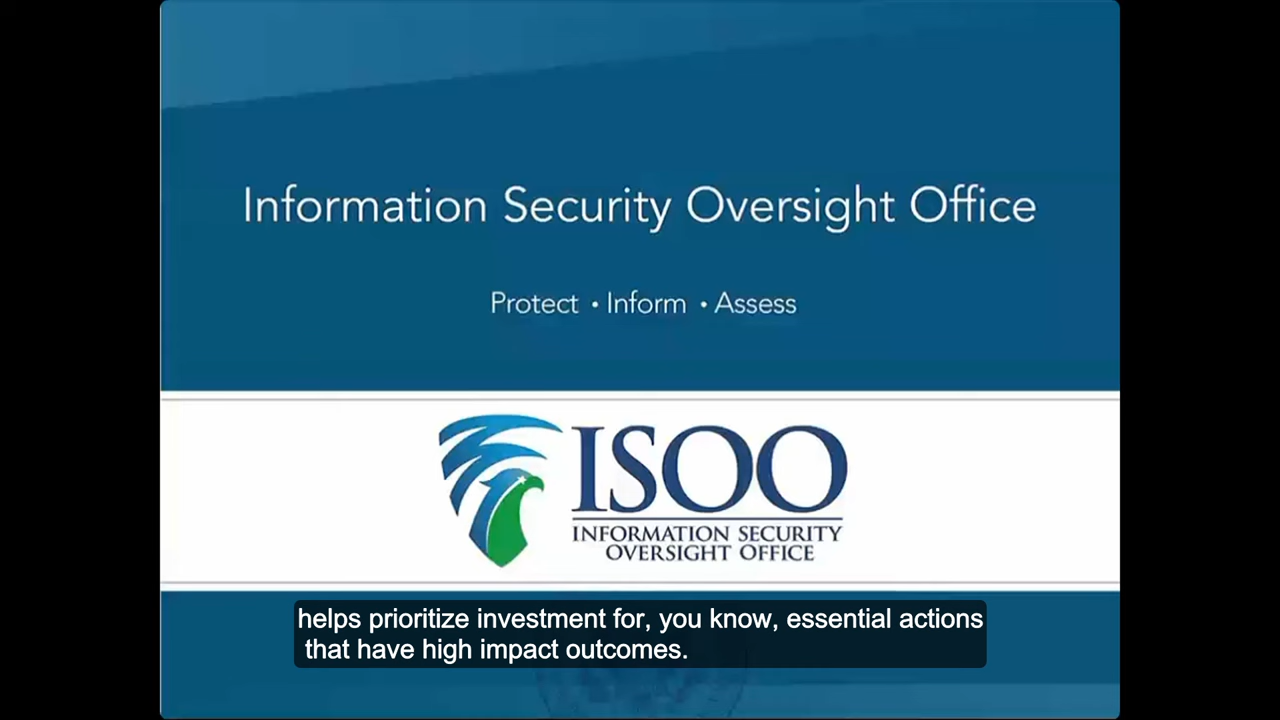 Information Security Oversight Office
Protect • Inform • Assess
ISOO
INFORMATION SECURITY
OVERSIGHT OFFICE
helps prioritize investment for, you know, essential actions
that have high impact outcomes.